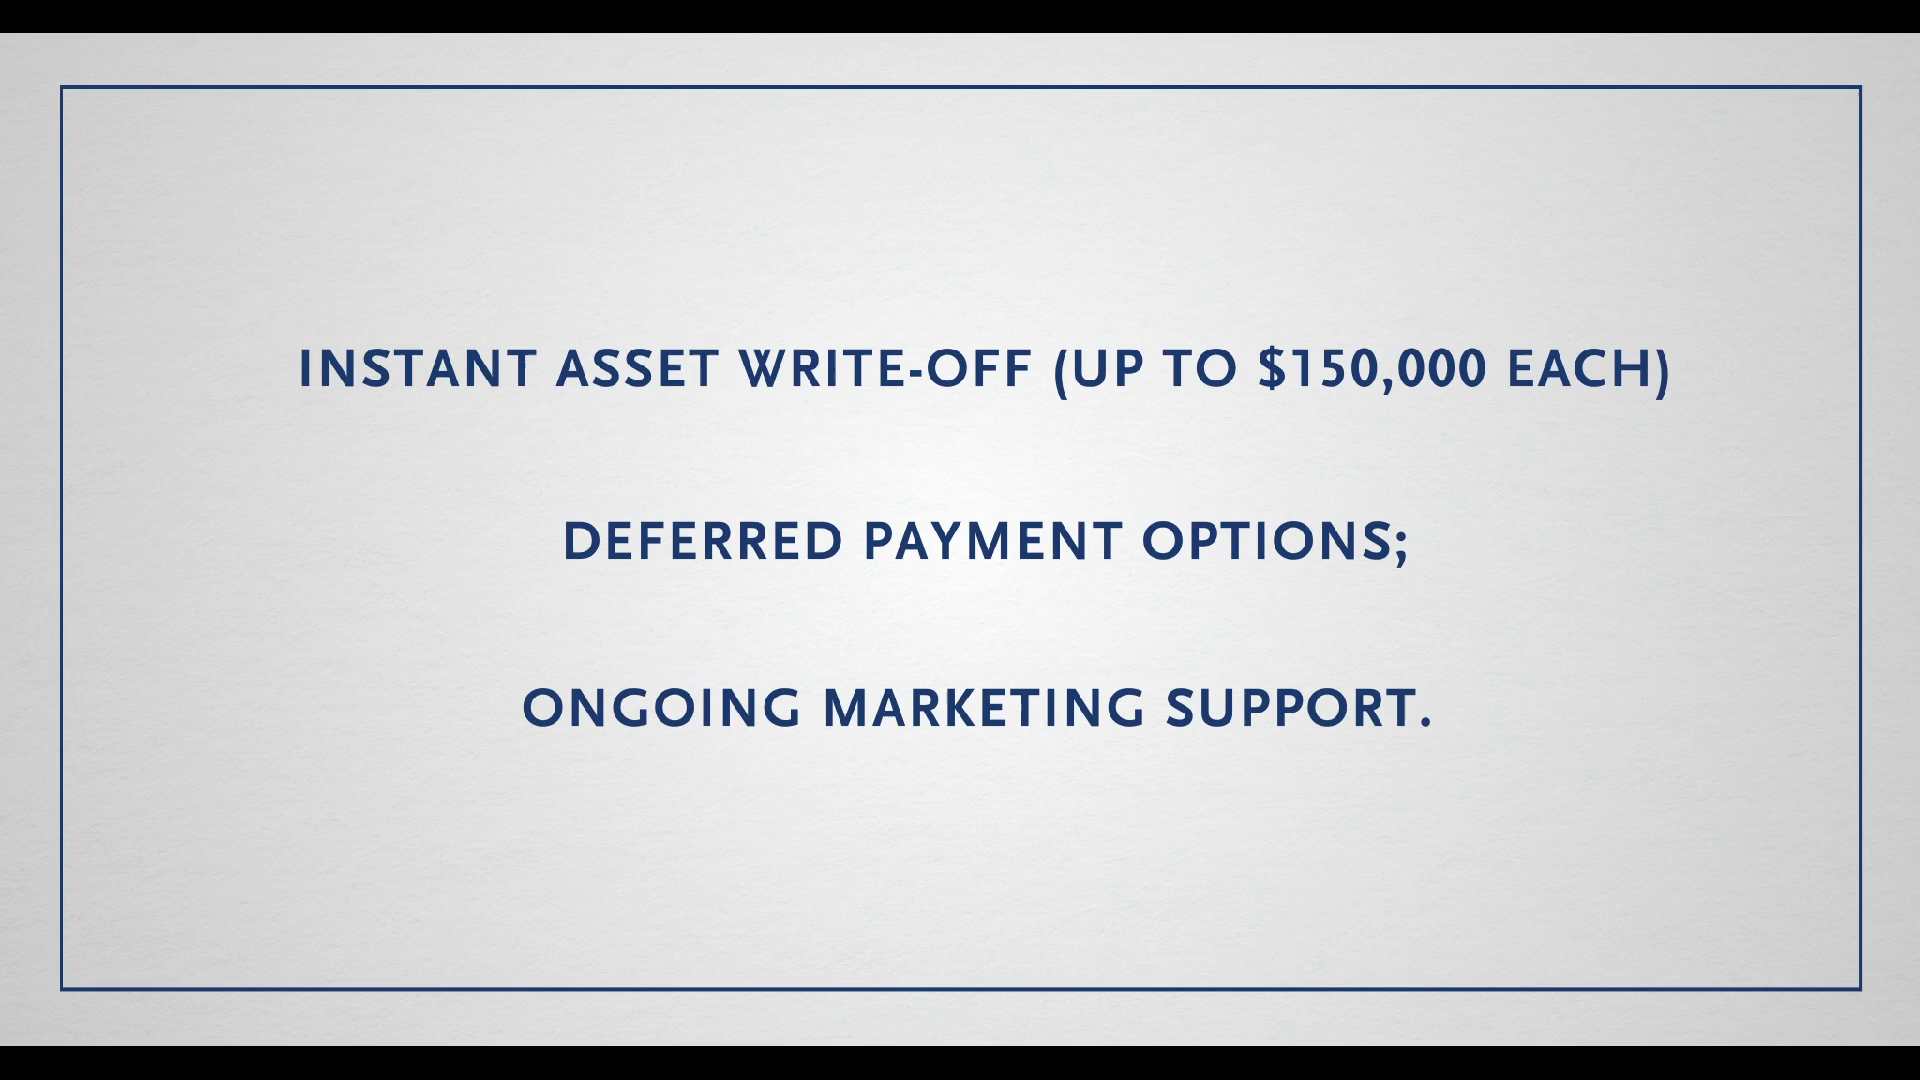 INSTANT ASSET WRITE-OFF (UP TO $150,000 EACH)
DEFERRED PAYMENT OPTIONS;
ONGOING MARKETING SUPPORT.